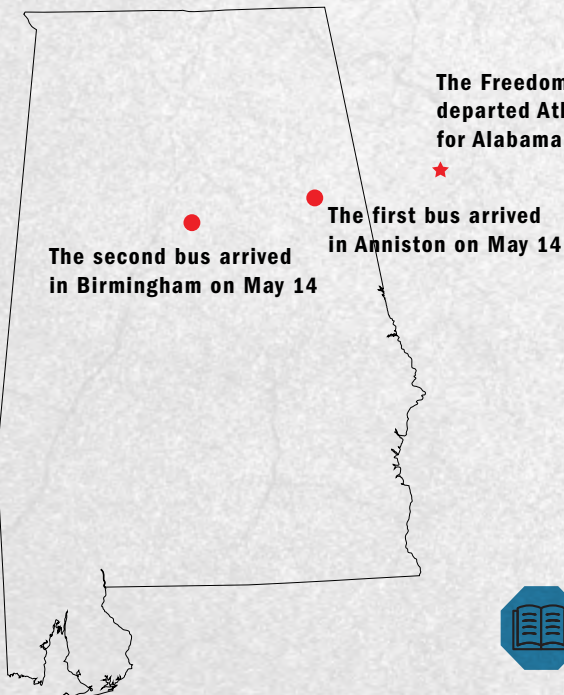 The Freedom
departed Atl
for Alabama
The first bus arrived
in Anniston on May 14
The second bus arrived
in Birmingham on May 14